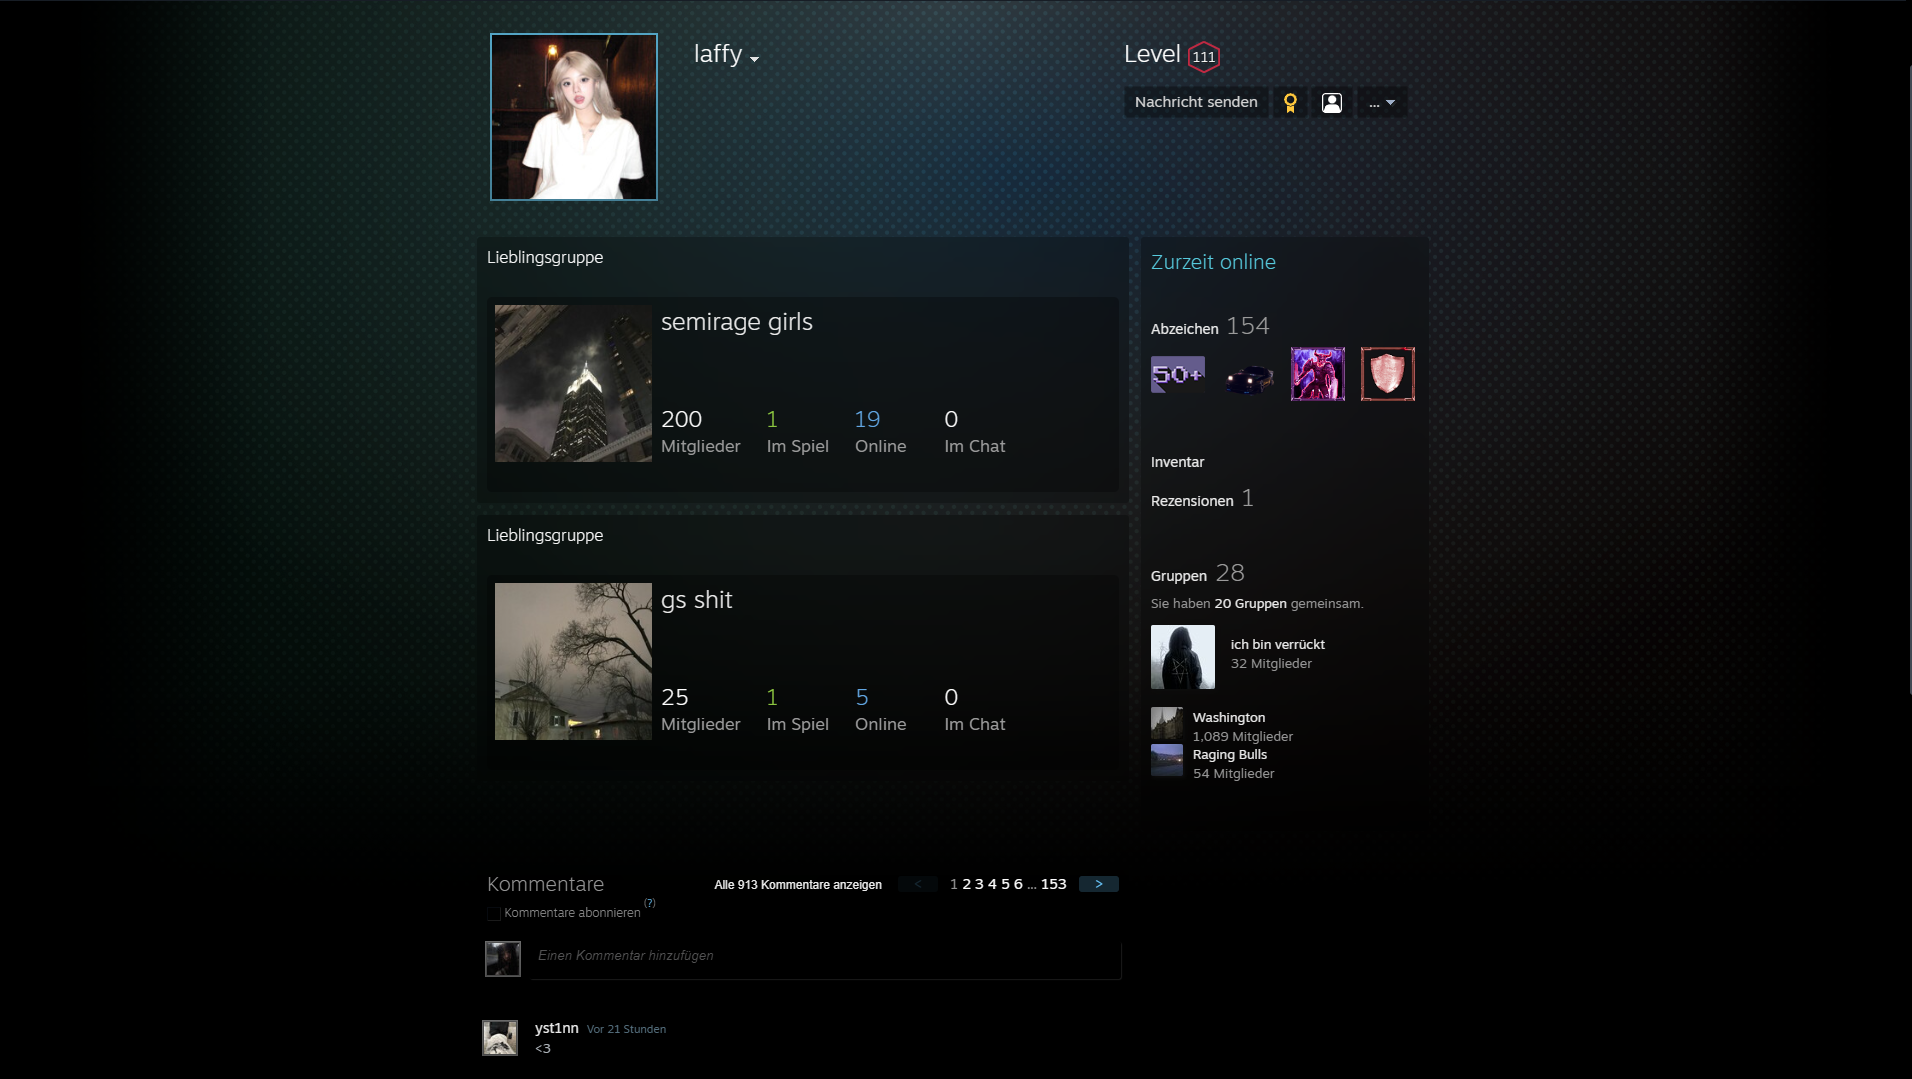 laffy
Level 111
Nachricht senden
...
Lieblingsgruppe
semirage girls
200 1 19 0
Mitglieder Im Spiel Online Im Chat
Lieblingsgruppe
gs shit
25 1 5 0
Mitglieder Im Spiel Online Im Chat
Zurzeit online
Abzeichen 154
50+
Inventar
Rezensionen 1
Gruppen 28
Sie haben 20 Gruppen gemeinsam.
ich bin verrückt
32 Mitglieder
Washington
1,089 Mitglieder
Raging Bulls
54 Mitglieder
Kommentare
Alle 913 Kommentare anzeigen < 1 2 3 4 5 6 ... 153 >
Kommentare abonnieren (?)
Einen Kommentar hinzufügen
yst1nn Vor 21 Stunden
<3